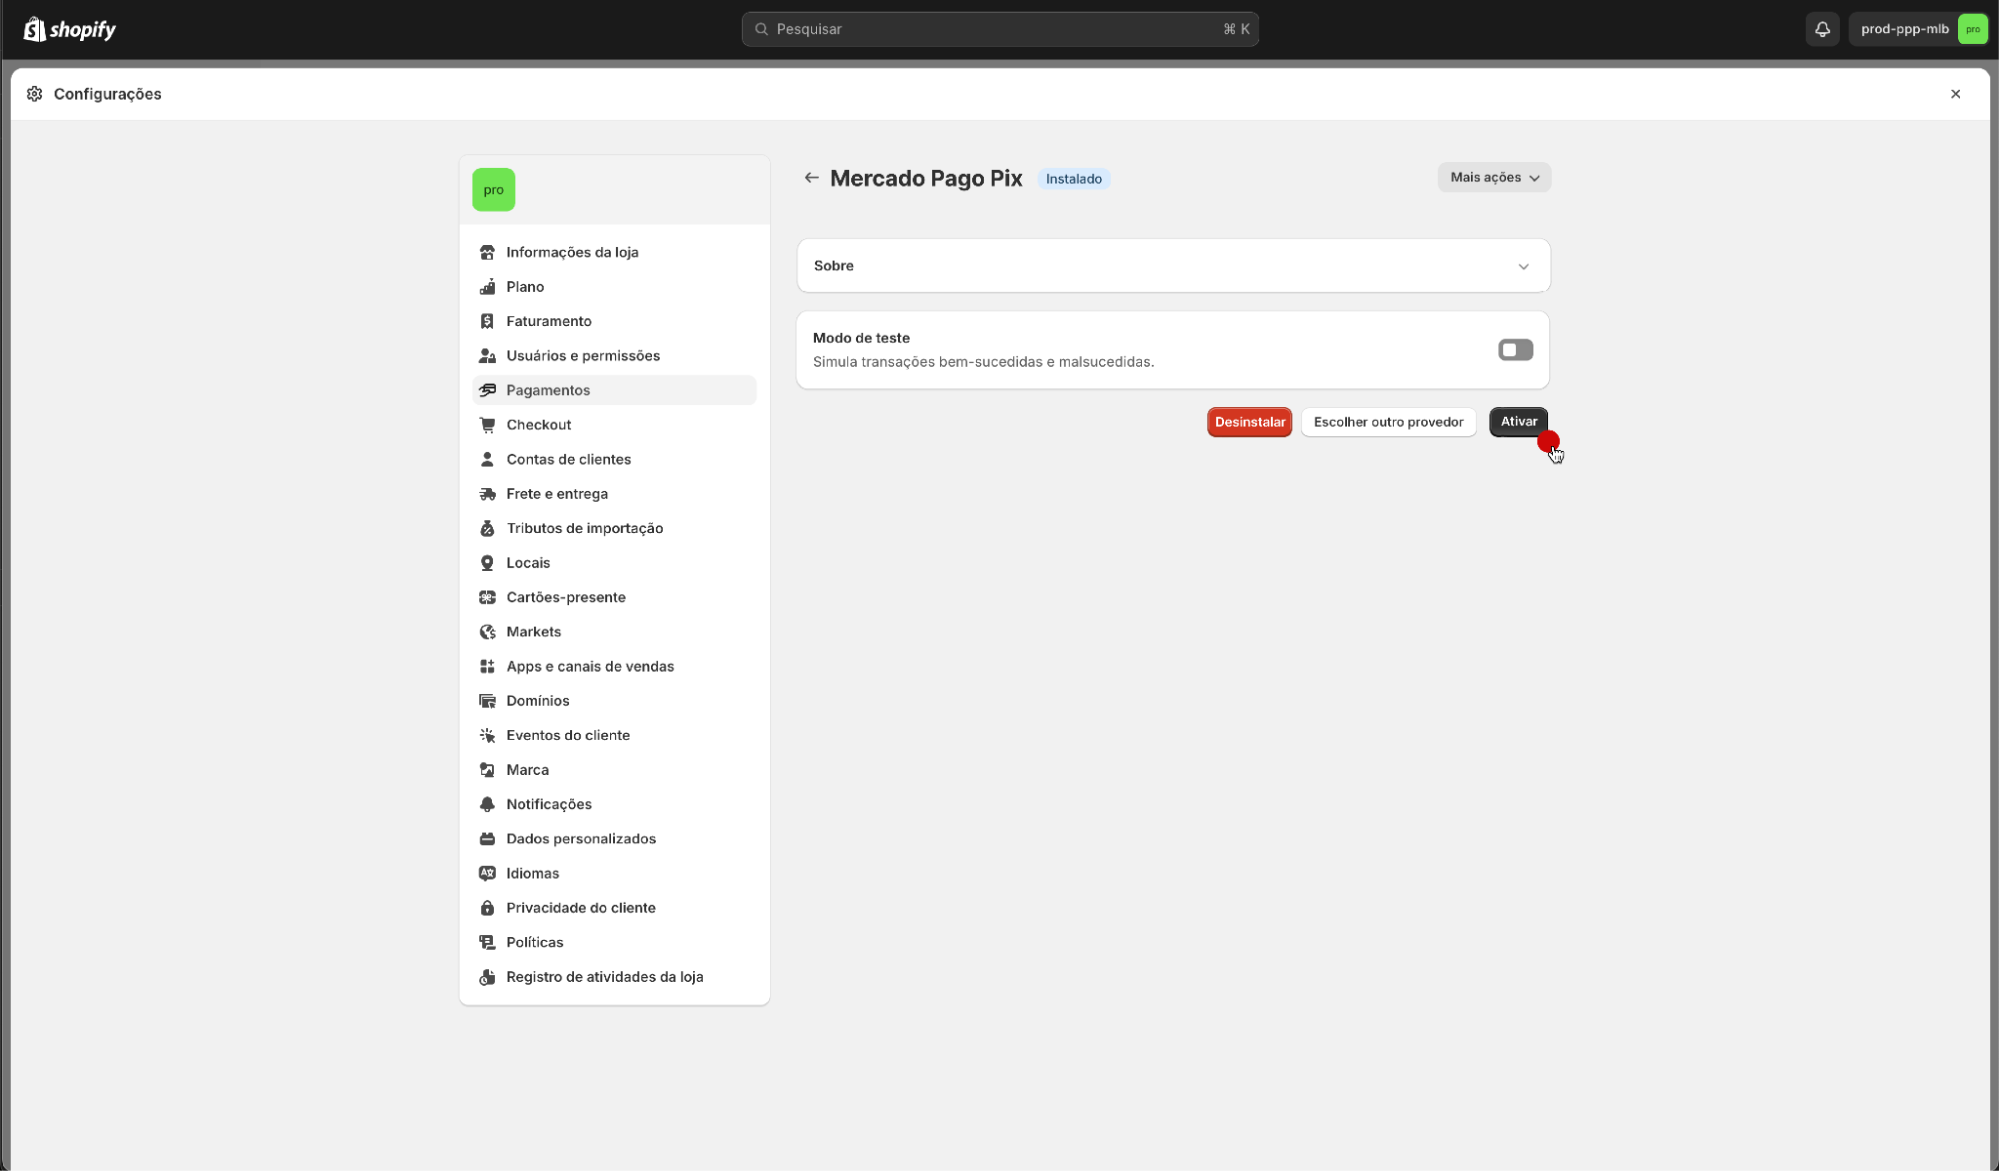 shopify
Pesquisar
⌘ K
prod-ppp-mlb
pro
Configurações
pro
Informações da loja
Plano
Faturamento
Usuários e permissões
Pagamentos
Checkout
Contas de clientes
Frete e entrega
Tributos de importação
Locais
Cartões-presente
Markets
Apps e canais de vendas
Domínios
Eventos do cliente
Marca
Notificações
Dados personalizados
Idiomas
Privacidade do cliente
Políticas
Registro de atividades da loja
Mercado Pago Pix
Instalado
Mais ações
Sobre
Modo de teste
Simula transações bem-sucedidas e malsucedidas.
Desinstalar
Escolher outro provedor
Ativar